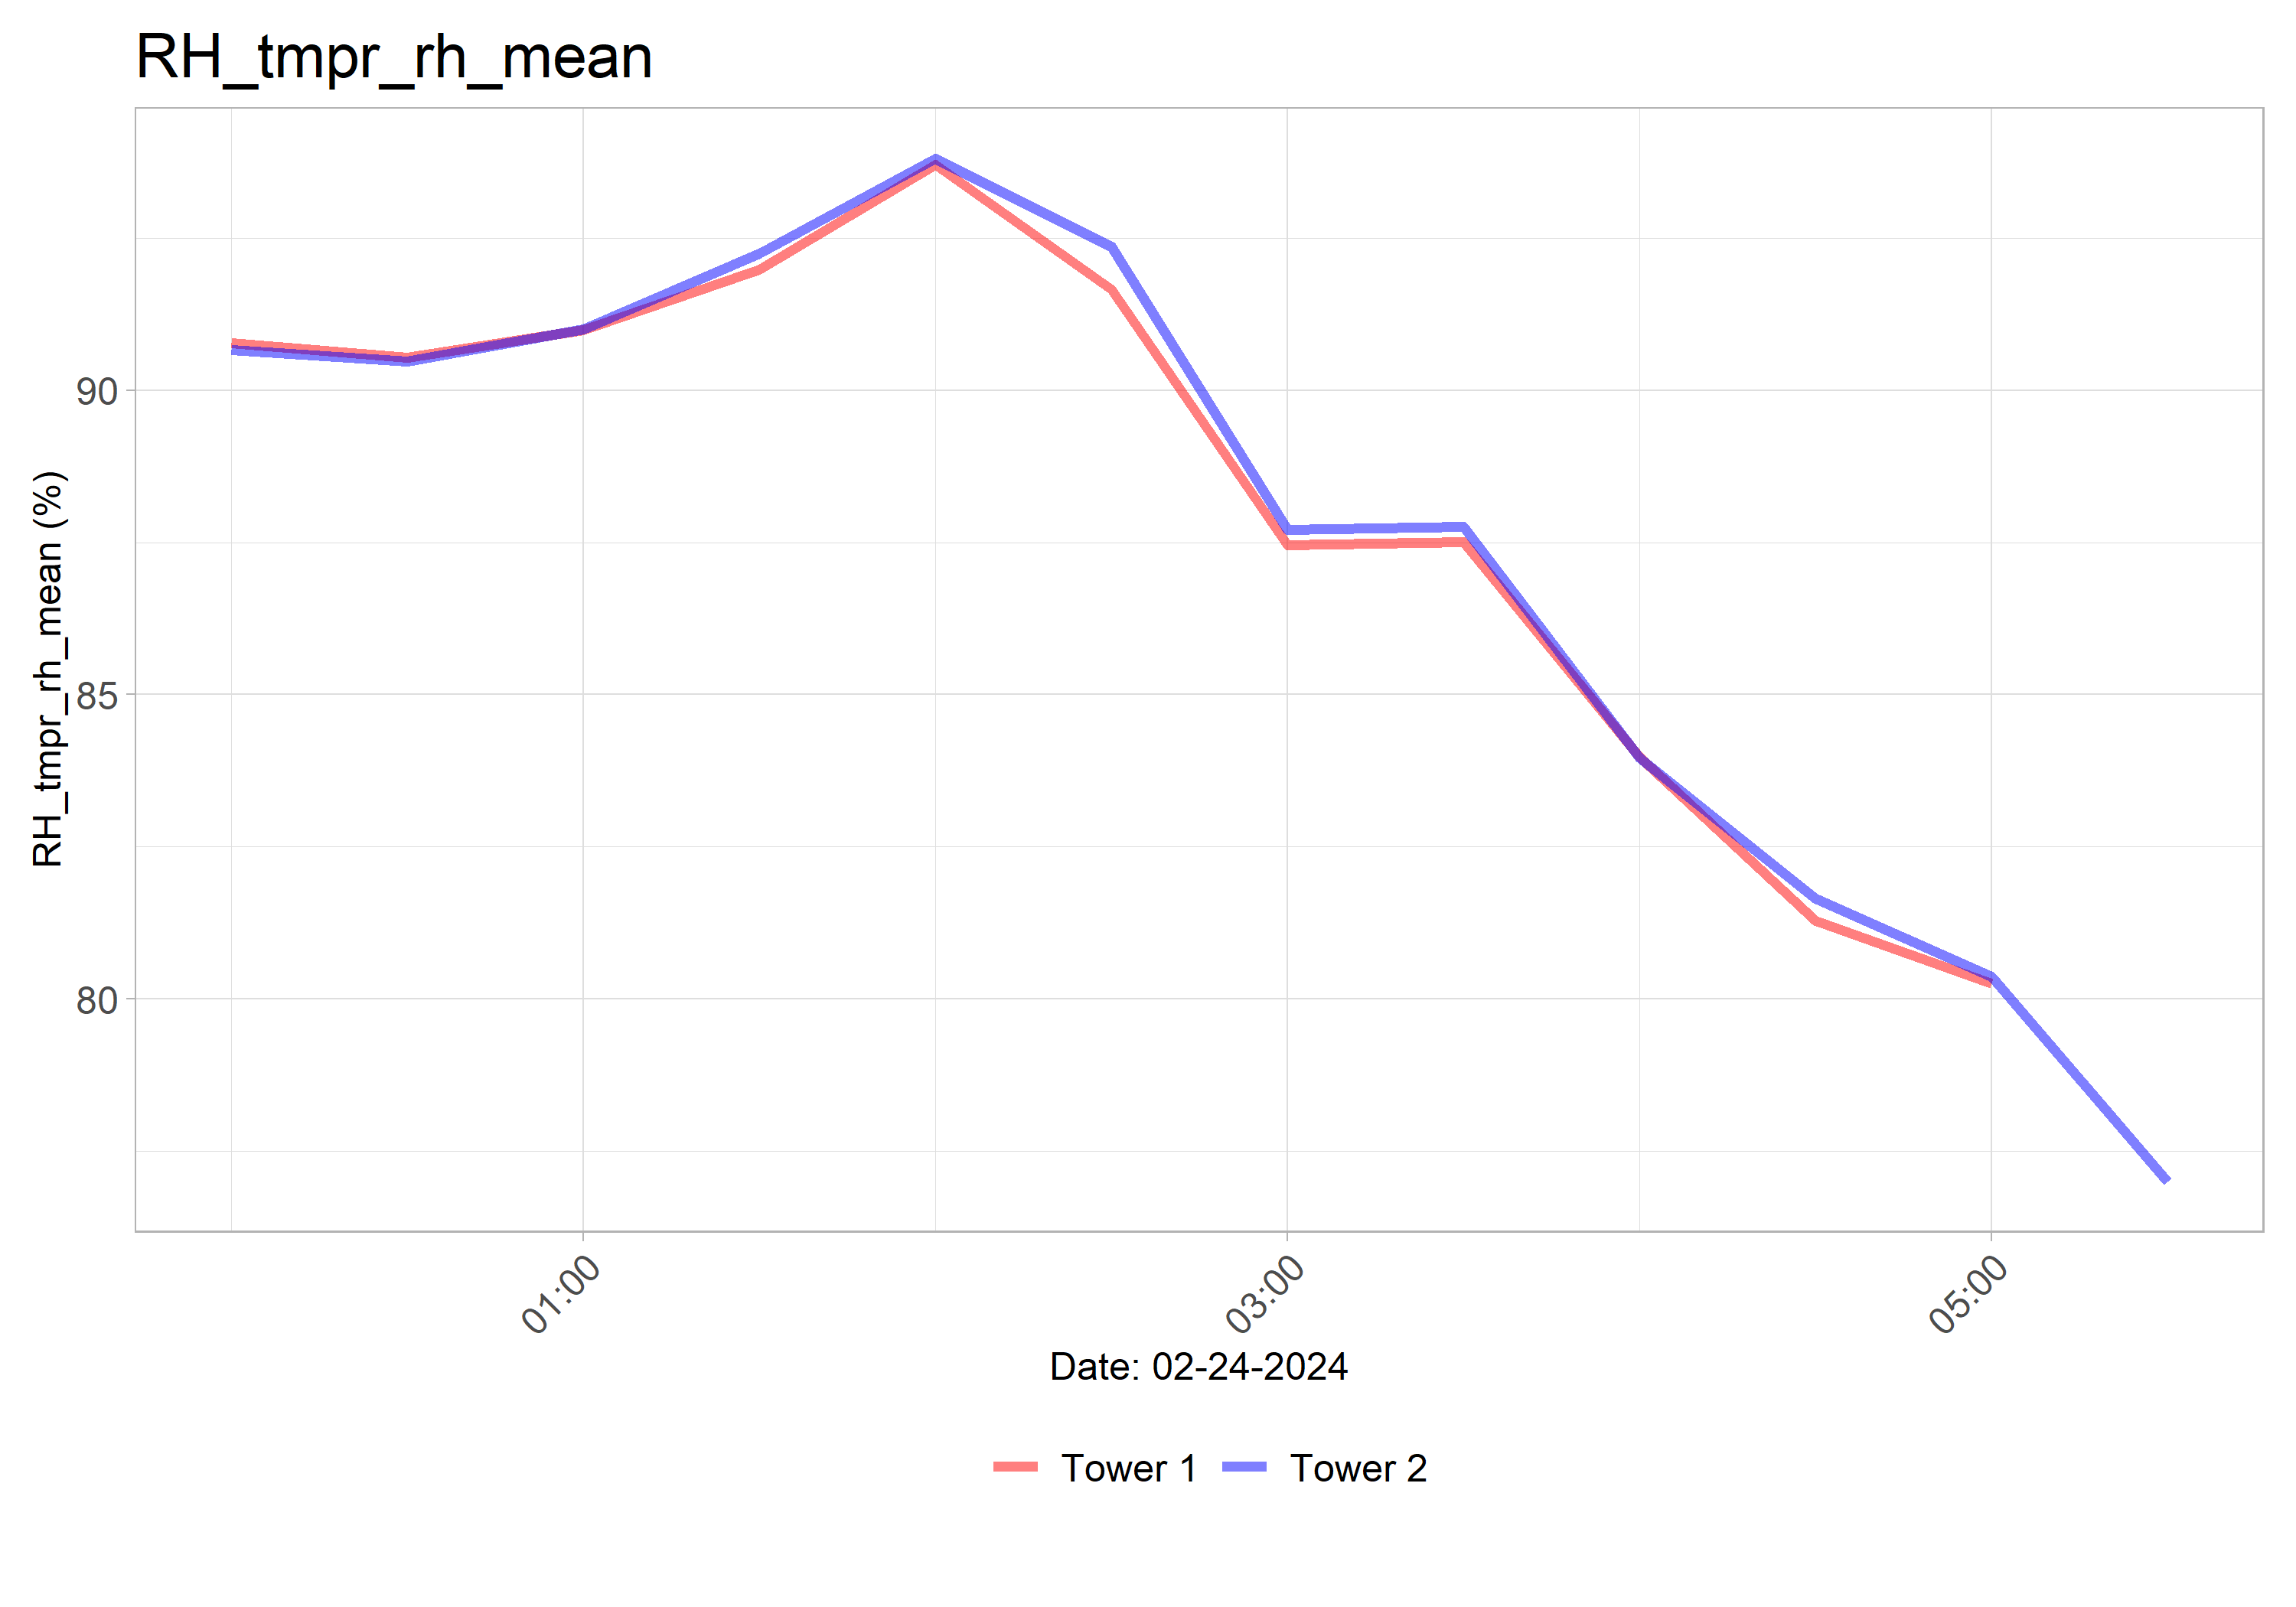 RH_tmpr_rh_mean
RH_tmpr_rh_mean (%)
90
85
80
01:00
03:00
05:00
Date: 02-24-2024
Tower 1
Tower 2